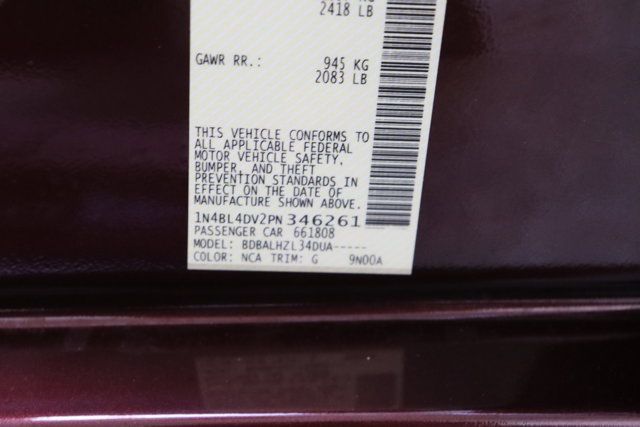 2418 LB
GAWR RR.: 945 KG
2083 LB
THIS VEHICLE CONFORMS TO
ALL APPLICABLE FEDERAL
MOTOR VEHICLE SAFETY,
BUMPER, AND THEFT
PREVENTION STANDARDS IN
EFFECT ON THE DATE OF
MANUFACTURE SHOWN ABOVE.
1N4BL4DV2PN346261
PASSENGER CAR 661808
MODEL: BDBALHZL34DUA-----
COLOR: NCA TRIM: G 9N00A